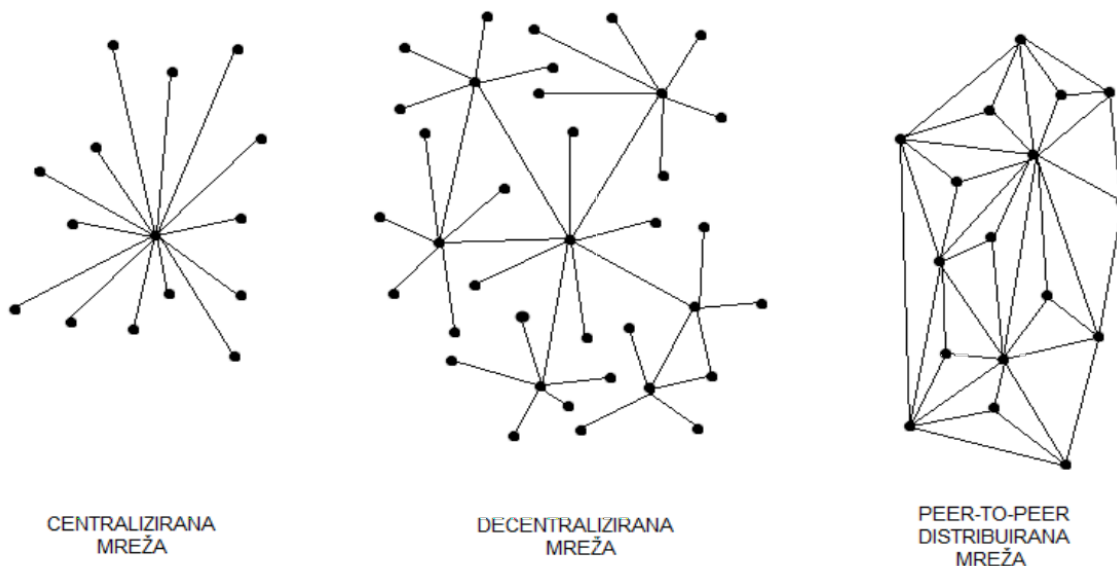 CENTRALIZIRANA
MREŽA
DECENTRALIZIRANA
MREŽA
PEER-TO-PEER
DISTRIBUIRANA
MREŽA